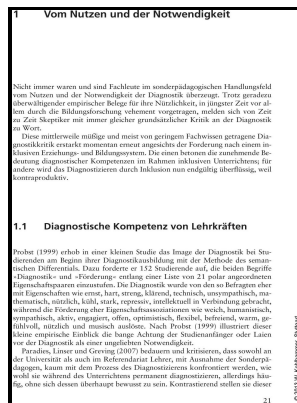 1 Vom Nutzen und der Notwendigkeit
Nicht immer waren und sind Fachleute im sonderpädagogischen Handlungsfeld
vom Nutzen und der Notwendigkeit der Diagnostik überzeugt. Trotz geradezu
überwältigender empirischer Belege für ihre Nützlichkeit, in jüngster Zeit vor al-
lem durch die Bildungsforschung vehement vorgetragen, melden sich von Zeit
zu Zeit Skeptiker mit immer gleicher grundsätzlicher Kritik an der Diagnostik
zu Wort.
Diese mittlerweile müßige und meist von geringem Fachwissen getragene Dia-
gnostikkritik erstarkt momentan erneut angesichts der Forderung nach einem in-
klusiven Erziehungs- und Bildungssystem. Die einen betonen die zunehmende Be-
deutung diagnostischer Kompetenzen im Rahmen inklusiven Unterrichtens; für
andere wird das Diagnostizieren durch Inklusion nun endgültig überflüssig, weil
kontraproduktiv.
1.1 Diagnostische Kompetenz von Lehrkräften
Probst (1999) erhob in einer kleinen Studie das Image der Diagnostik bei Stu-
dierenden am Beginn ihrer Diagnostikausbildung mit der Methode des seman-
tischen Differentials. Dazu forderte er 152 Studierende auf, die beiden Begriffe
»Diagnostik« und »Förderung« entlang einer Liste von 21 polar angeordneten
Eigenschaftspaaren einzustufen. Die Diagnostik wurde von den so Befragten eher
mit Eigenschaften wie ernst, hart, streng, klärend, technisch, unsympathisch, ma-
thematisch, nützlich, kühl, stark, repressiv, intellektuell in Verbindung gebracht,
während die Förderung eher Eigenschaftsassoziationen wie weich, humanistisch,
sympathisch, aktiv, engagiert, offen, optimistisch, flexibel, befreiend, warm, ge-
fühlvoll, nützlich und musisch auslöste. Nach Probst (1999) illustriert dieser
kleine empirische Einblick die bange Achtung der Studienanfänger oder Laien
vor der Diagnostik als einer ungeliebten Notwendigkeit.
Paradies, Linser und Greving (2007) bedauern und kritisieren, dass sowohl an
der Universität als auch im Referendariat Lehrer, mit Ausnahme der Sonderpä-
dagogen, kaum mit dem Prozess des Diagnostizierens konfrontiert werden, wie
wohl sie während des Unterrichtens permanent diagnostizieren, allerdings häu-
fig, ohne sich dessen überhaupt bewusst zu sein. Kontrastierend stellen sie dieser
21